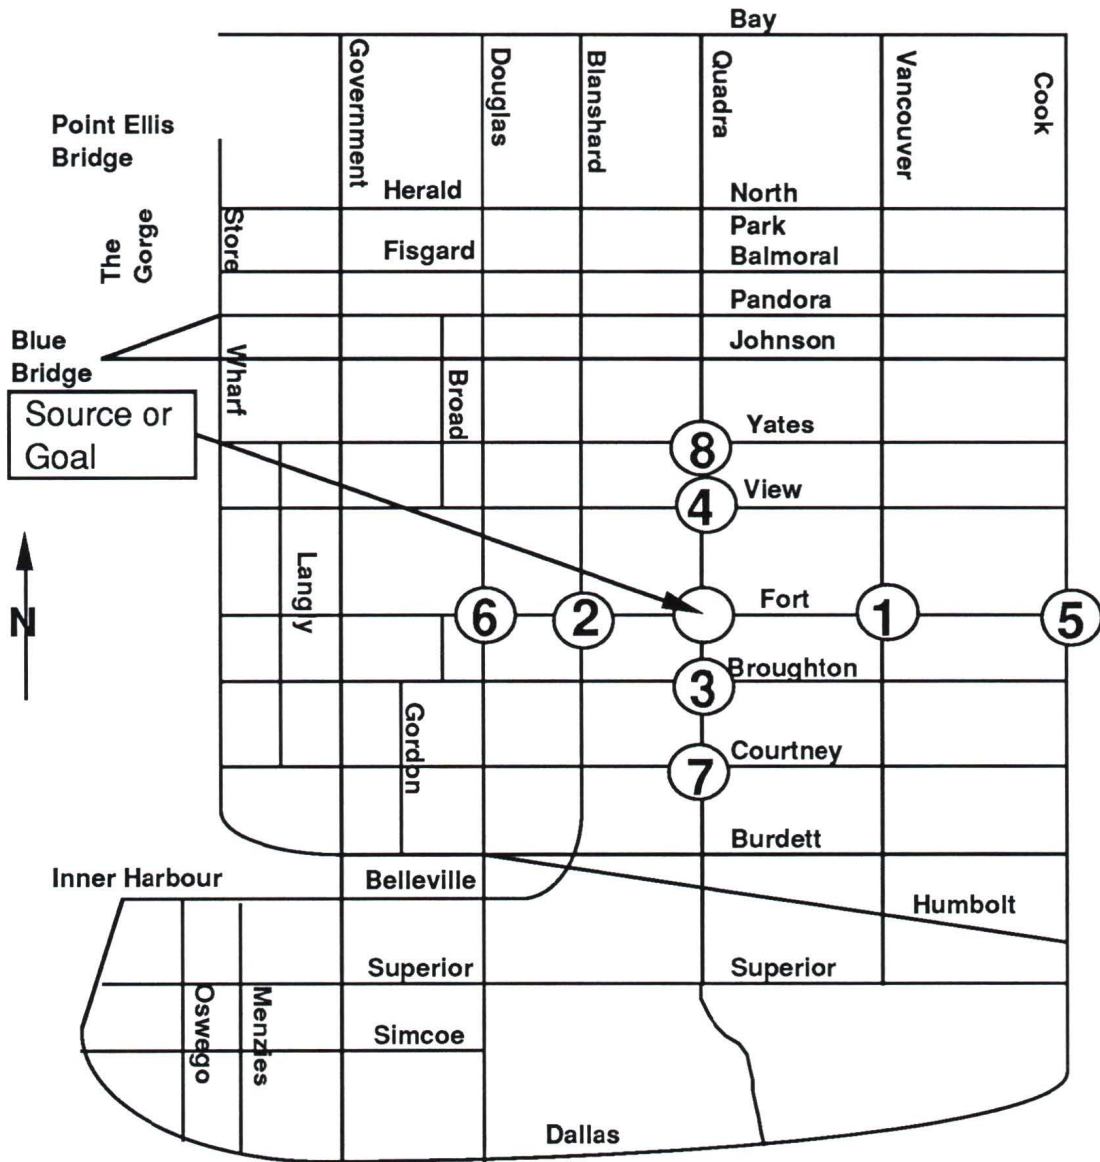 Bay
Government
Douglas
Blanshard
Quadra
Vancouver
Cook
Point Ellis
Bridge
Herald
North
The
Gorge
Store
Fisgard
Park
Balmoral
Pandora
Blue
Bridge
Wharf
Johnson
Broad
Source or
Goal
Yates
8
View
4
N
Langly
Fort
6
2
1
5
Broughton
3
Gordon
Courtney
7
Burdett
Inner Harbour
Belleville
Humbolt
Superior
Superior
Oswego
Menzies
Simcoe
Dallas